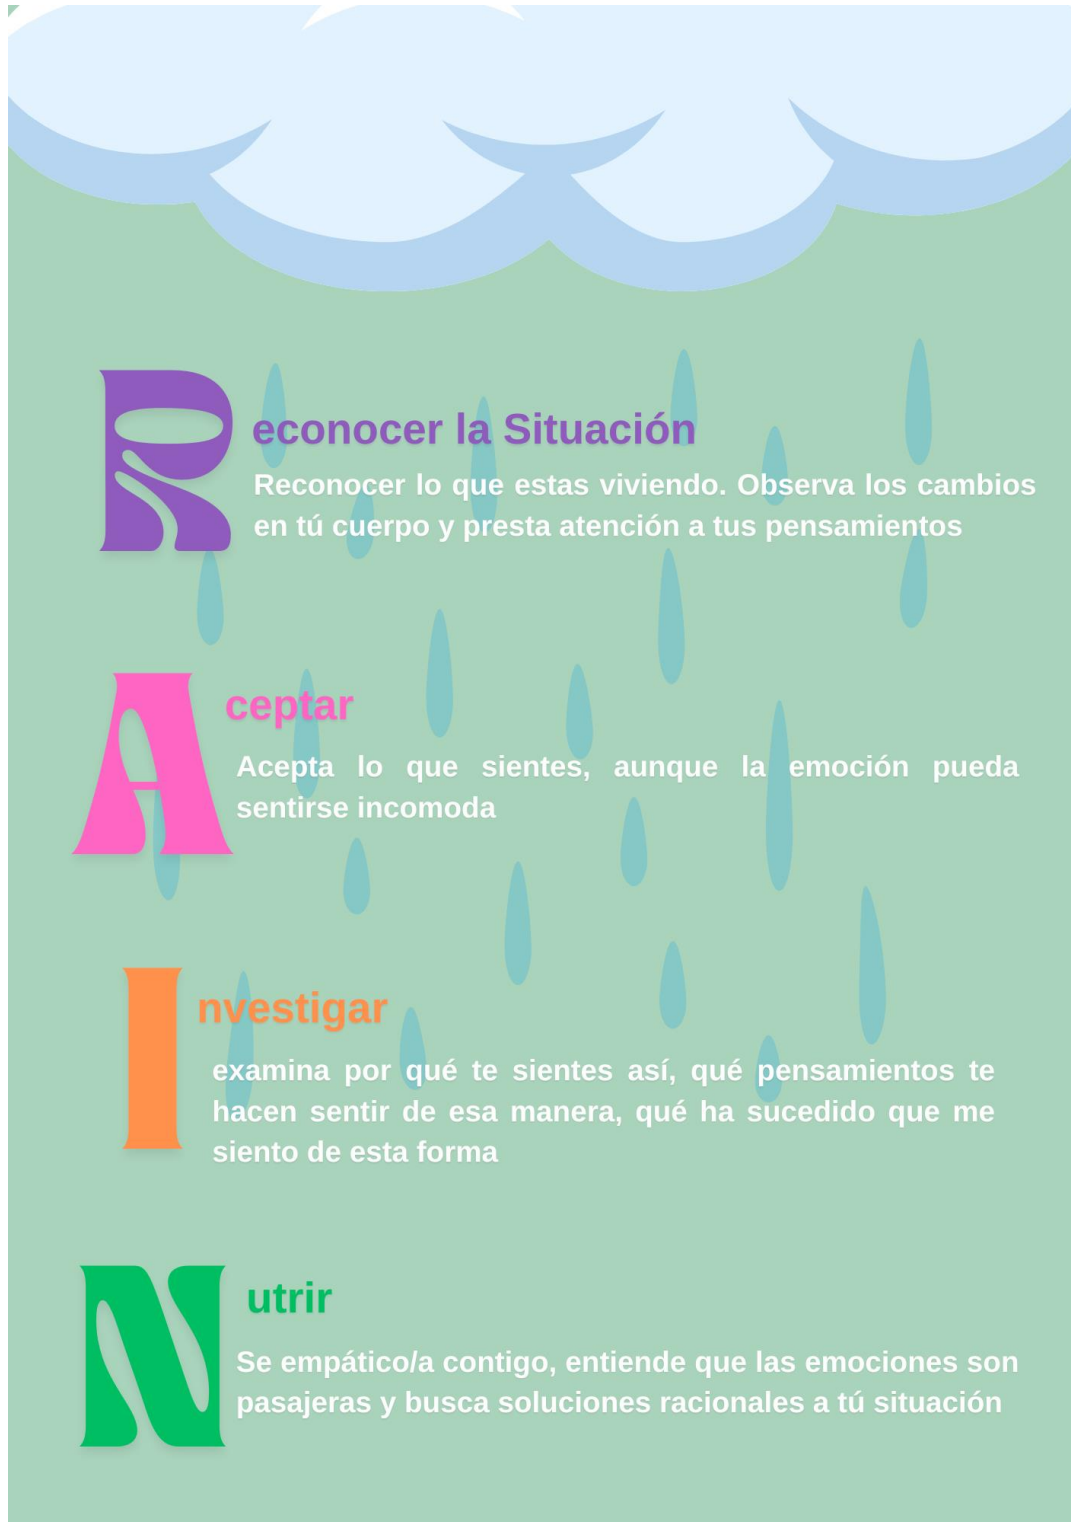 Reconocer la Situación
Reconocer lo que estas viviendo. Observa los cambios
en tú cuerpo y presta atención a tus pensamientos
Aceptar
Acepta lo que sientes, aunque la emoción pueda
sentirse incomoda
Investigar
examina por qué te sientes así, qué pensamientos te
hacen sentir de esa manera, qué ha sucedido que me
siento de esta forma
Nutrir
Se empático/a contigo, entiende que las emociones son
pasajeras y busca soluciones racionales a tú situación